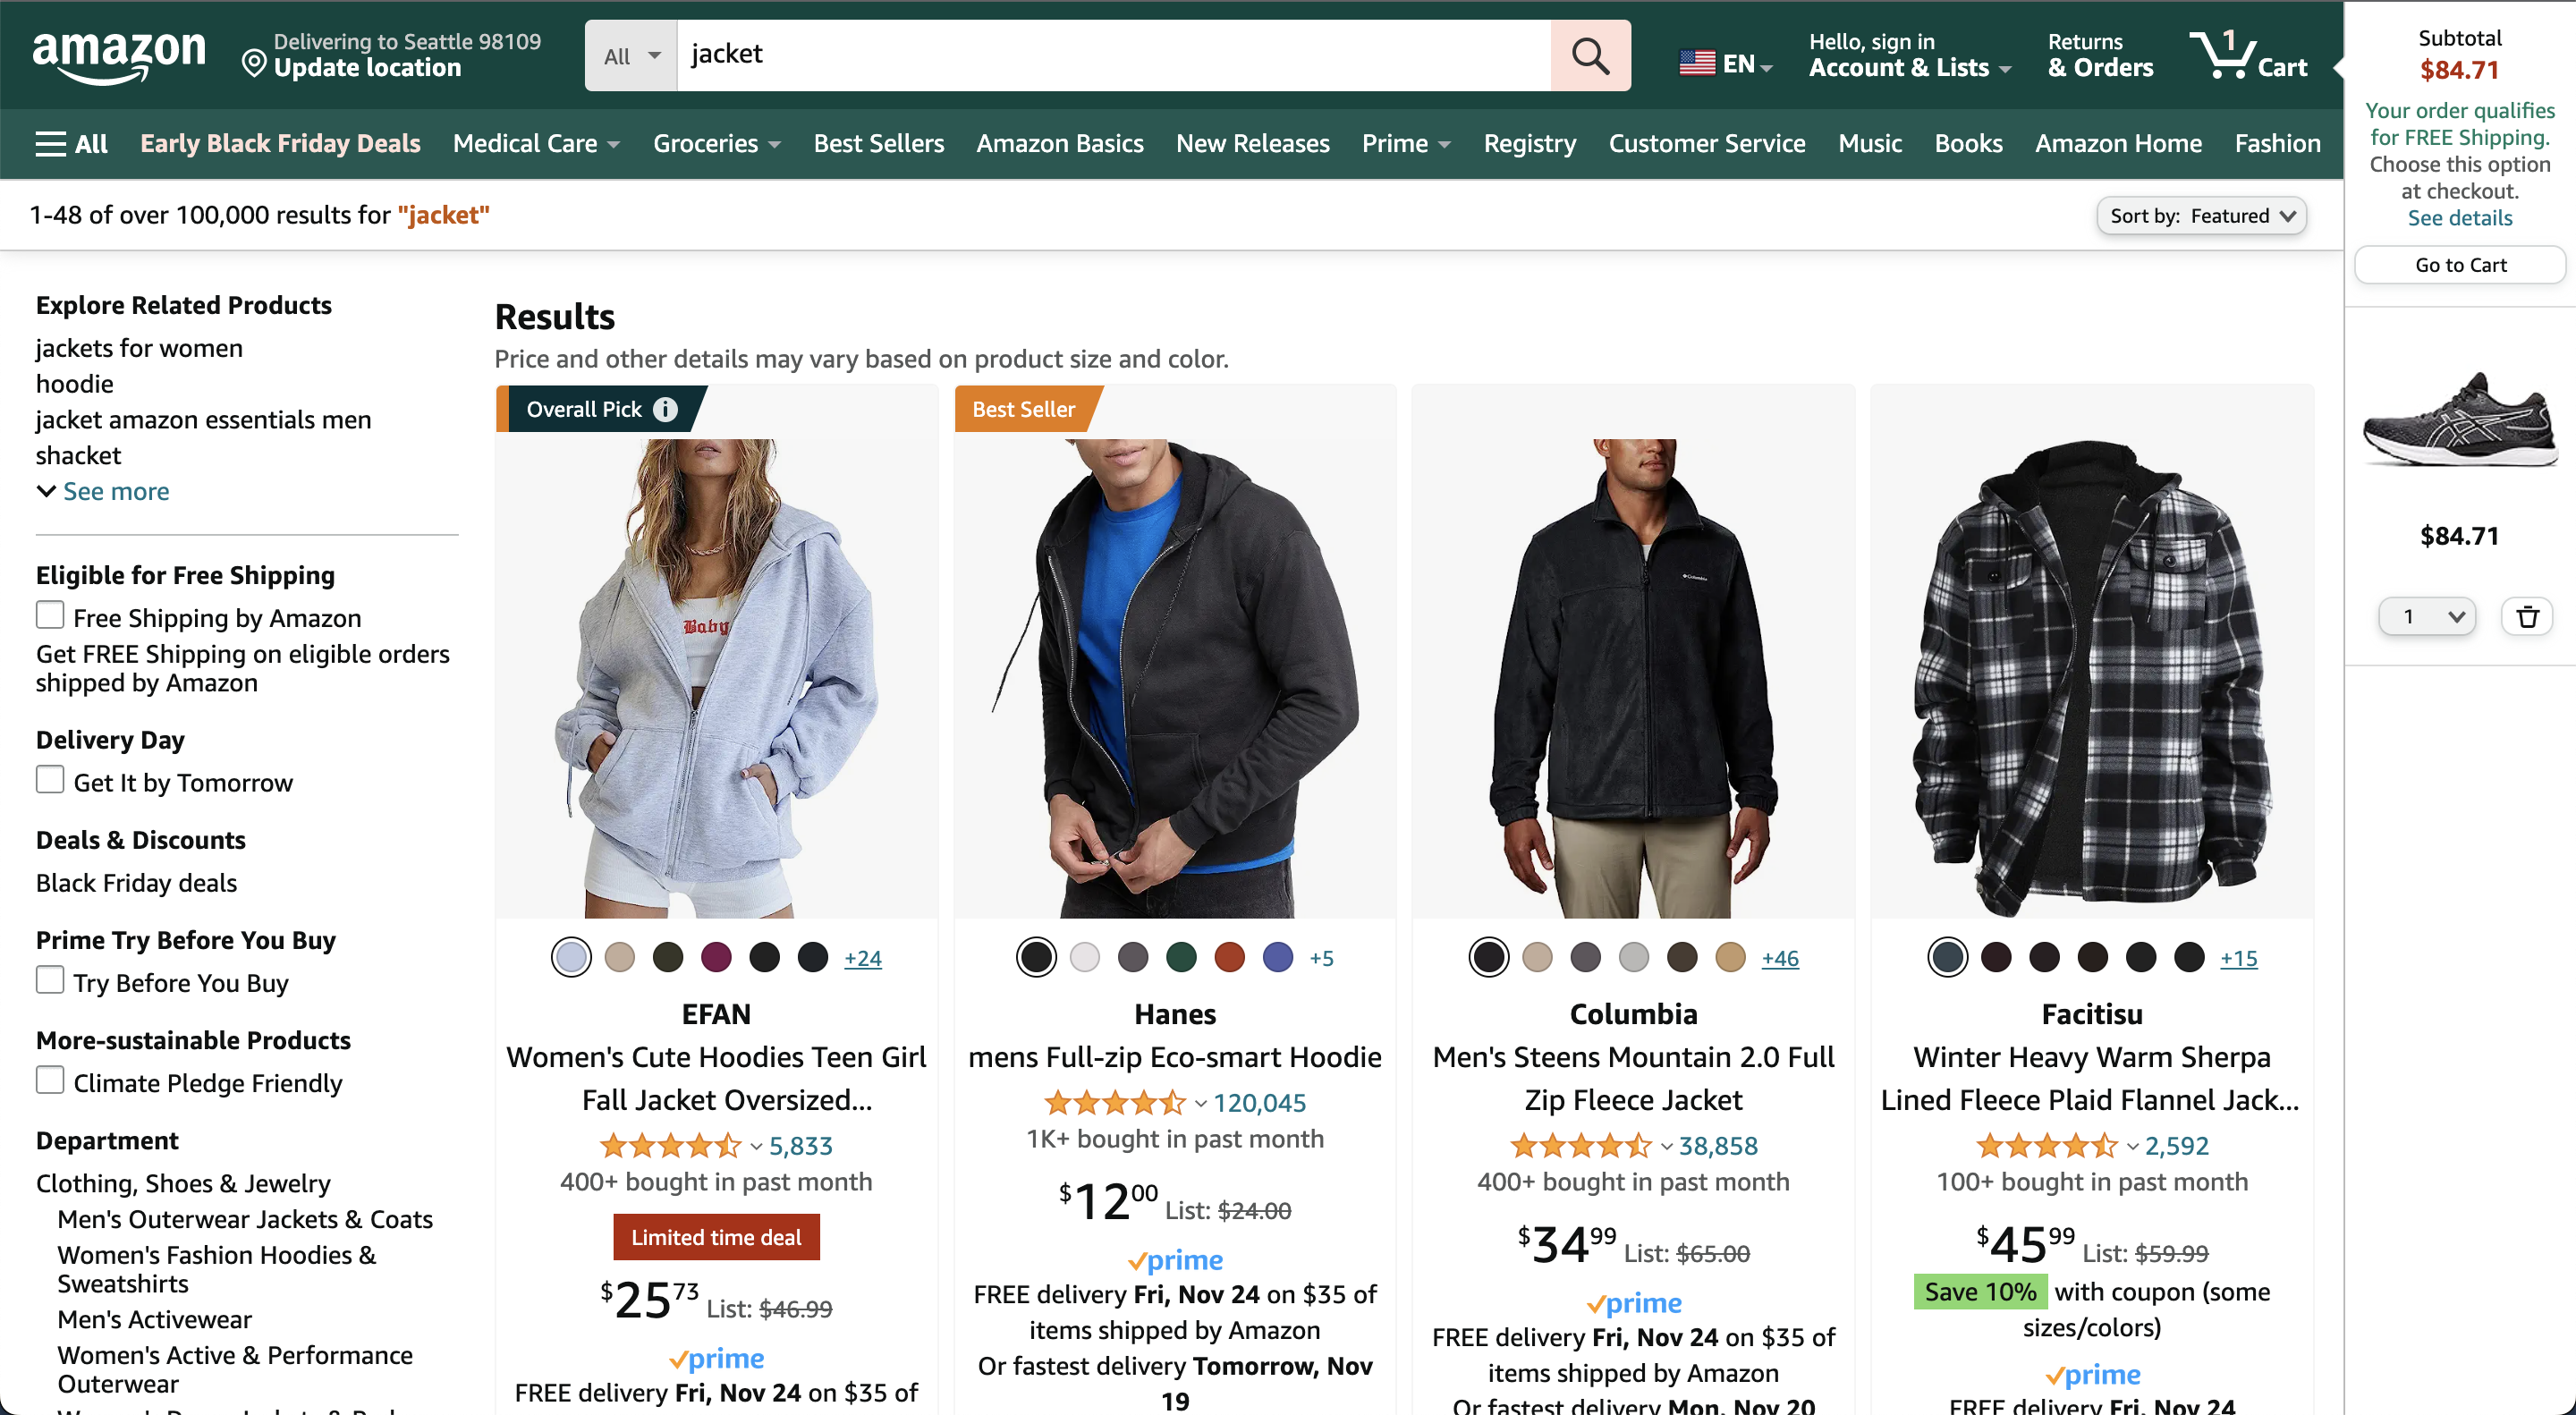 amazon
Delivering to Seattle 98109
Update location
All
jacket
EN
Hello, sign in
Account & Lists
Returns
& Orders
1
Cart
All
Early Black Friday Deals
Medical Care
Groceries
Best Sellers
Amazon Basics
New Releases
Prime
Registry
Customer Service
Music
Books
Amazon Home
Fashion
1-48 of over 100,000 results for "jacket"
Sort by: Featured
Explore Related Products
jackets for women
hoodie
jacket amazon essentials men
shacket
See more
Eligible for Free Shipping
Free Shipping by Amazon
Get FREE Shipping on eligible orders
shipped by Amazon
Delivery Day
Get It by Tomorrow
Deals & Discounts
Black Friday deals
Prime Try Before You Buy
Try Before You Buy
More-sustainable Products
Climate Pledge Friendly
Department
Clothing, Shoes & Jewelry
Men's Outerwear Jackets & Coats
Women's Fashion Hoodies &
Sweatshirts
Men's Activewear
Women's Active & Performance
Outerwear
Results
Price and other details may vary based on product size and color.
Overall Pick
Baby
+24
EFAN
Women's Cute Hoodies Teen Girl
Fall Jacket Oversized...
5,833
400+ bought in past month
Limited time deal
$25 73 List: $46.99
prime
FREE delivery Fri, Nov 24 on $35 of
Best Seller
+5
Hanes
mens Full-zip Eco-smart Hoodie
120,045
1K+ bought in past month
$12 00 List: $24.00
prime
FREE delivery Fri, Nov 24 on $35 of
items shipped by Amazon
Or fastest delivery Tomorrow, Nov
19
Columbia
+46
Columbia
Men's Steens Mountain 2.0 Full
Zip Fleece Jacket
38,858
400+ bought in past month
$34 99 List: $65.00
prime
FREE delivery Fri, Nov 24 on $35 of
items shipped by Amazon
Or fastest delivery Mon, Nov 20
+15
Facitisu
Winter Heavy Warm Sherpa
Lined Fleece Plaid Flannel Jack...
2,592
100+ bought in past month
$45 99 List: $59.99
Save 10% with coupon (some
sizes/colors)
prime
FREE delivery Fri, Nov 24
Subtotal
$84.71
Your order qualifies
for FREE Shipping.
Choose this option
at checkout.
See details
Go to Cart
$84.71
1